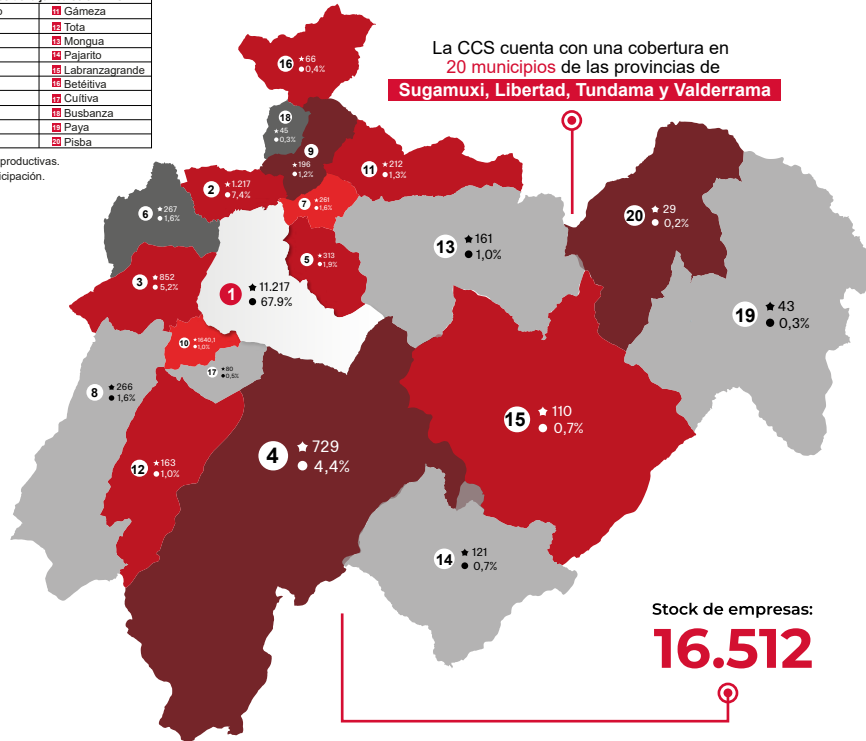 11 Gámeza
12 Tota
13 Mongua
14 Pajarito
15 Labranzagrande
16 Betéitiva
17 Cuítiva
18 Busbanza
19 Paya
20 Pisba
productivas.
La CCS cuenta con una cobertura en
20 municipios de las provincias de
Sugamuxi, Libertad, Tundama y Valderrama
16 66
0,4%
18
45
0,3%
9
196
1,2%
11 212
1,3%
2 1.217
7,4%
7 261
1,6%
6 267
1,6%
20 29
0,2%
13 161
1,0%
5 313
1,9%
3 852
5,2%
1 11.217
67.9%
19 43
0,3%
10 1640,1
1,0%
17 80
0,5%
8 266
1,6%
15 110
0,7%
4 729
4,4%
12 163
1,0%
14 121
0,7%
Stock de empresas:
16.512